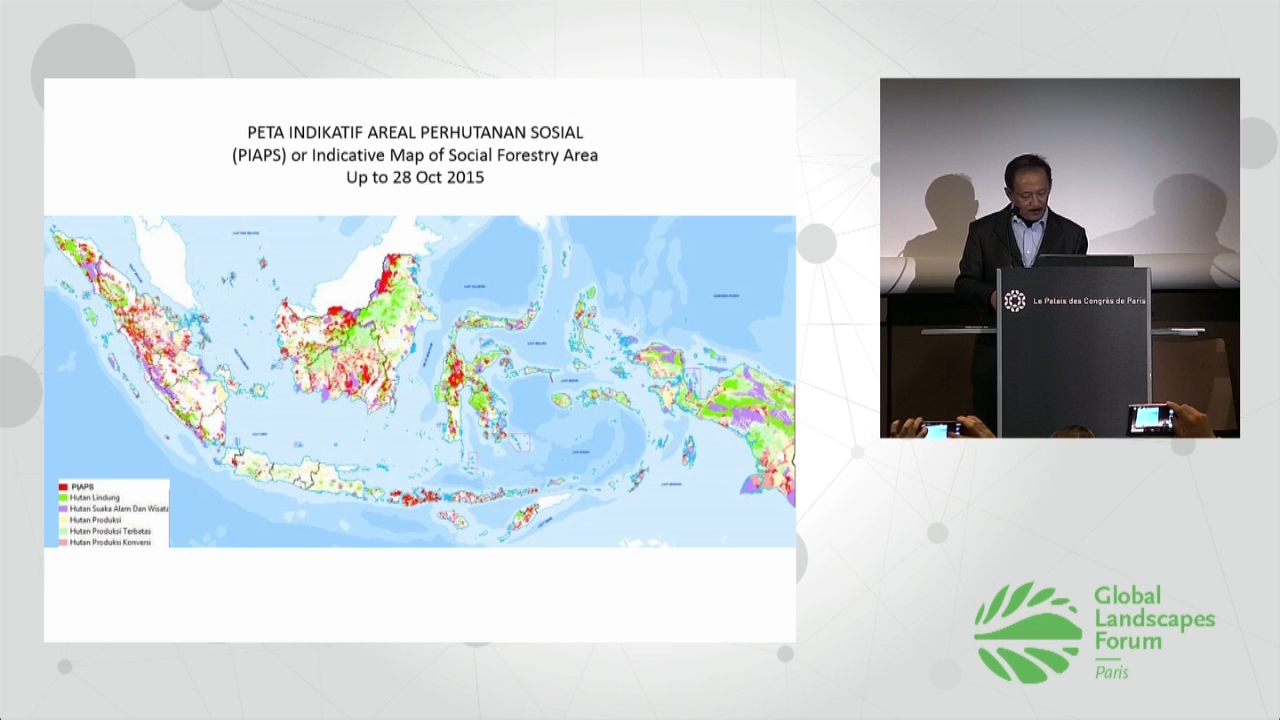 PETA INDIKATIF AREAL PERHUTANAN SOSIAL
(PIAPS) or Indicative Map of Social Forestry Area
Up to 28 Oct 2015
PIAPS
Hutan Lindung
Hutan Suaka Alam Dan Wisata
Hutan Produksi
Hutan Produksi Terbatas
Hutan Produksi Konversi
Le Palais des Congrès de Paris
Global
Landscapes
Forum
Paris